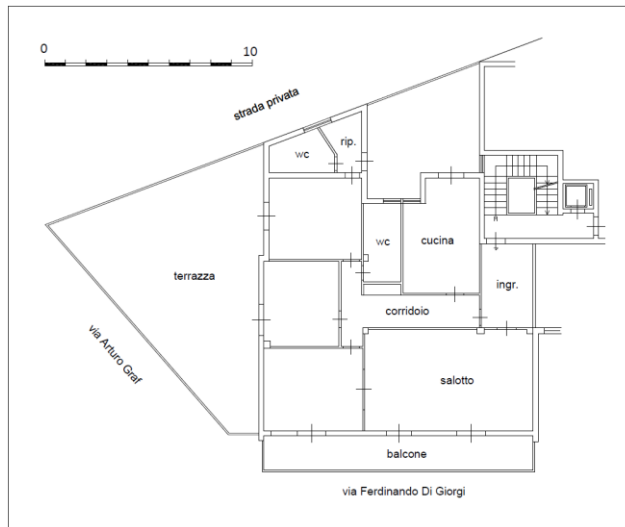 0 10
strada privata
rip.
wc
wc
cucina
terrazza
ingr.
corridoio
via Arturo Graf
salotto
balcone
via Ferdinando Di Giorgi